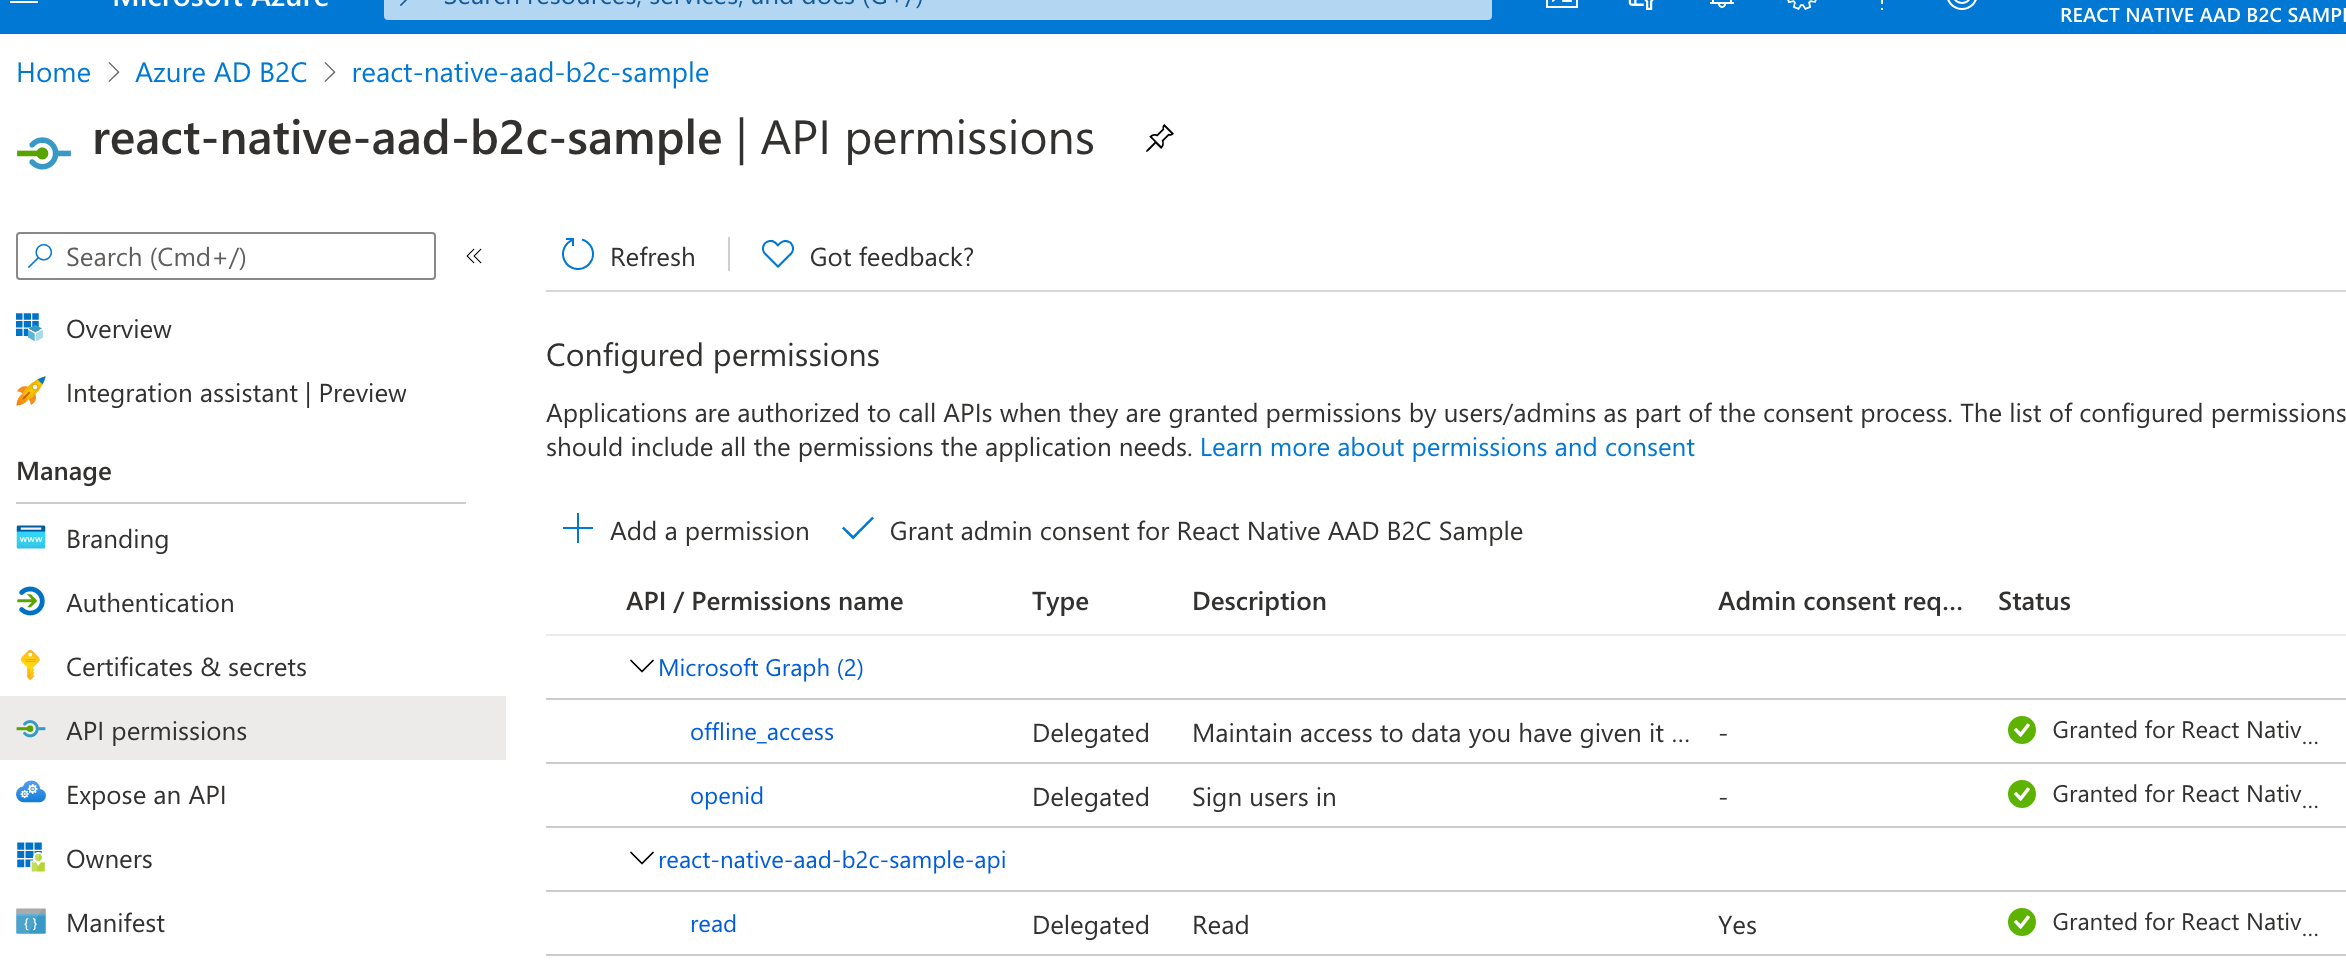 Microsoft Azure
Search resources, services, and docs (G+/)
REACT NATIVE AAD B2C SAMPL
Home > Azure AD B2C > react-native-aad-b2c-sample
react-native-aad-b2c-sample | API permissions
Search (Cmd+/)
«
Refresh
Got feedback?
Overview
Integration assistant | Preview
Manage
Branding
Authentication
Certificates & secrets
API permissions
Expose an API
Owners
Manifest
Configured permissions
Applications are authorized to call APIs when they are granted permissions by users/admins as part of the consent process. The list of configured permissions
should include all the permissions the application needs. Learn more about permissions and consent
Add a permission
Grant admin consent for React Native AAD B2C Sample
API / Permissions name Type Description Admin consent req... Status
Microsoft Graph (2)
offline_access Delegated Maintain access to data you have given it ... - Granted for React Nativ...
openid Delegated Sign users in - Granted for React Nativ...
react-native-aad-b2c-sample-api
read Delegated Read Yes Granted for React Nativ...